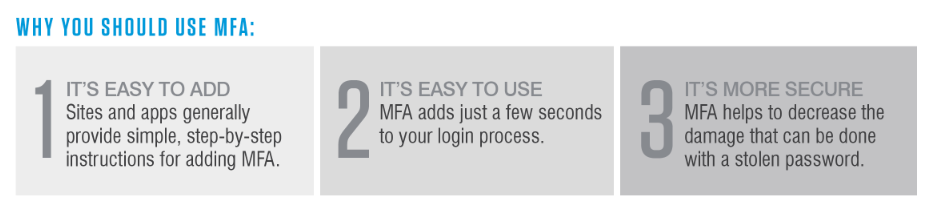 WHY YOU SHOULD USE MFA:
1
IT'S EASY TO ADD
Sites and apps generally
provide simple, step-by-step
instructions for adding MFA.
2
IT'S EASY TO USE
MFA adds just a few seconds
to your login process.
3
IT'S MORE SECURE
MFA helps to decrease the
damage that can be done
with a stolen password.